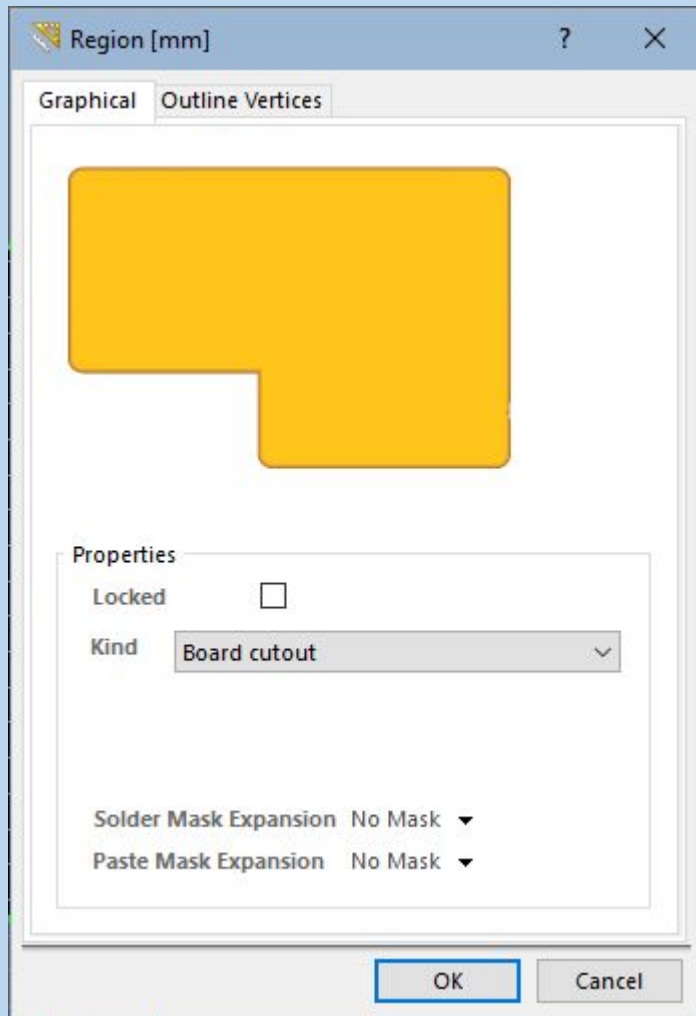 Region [mm] ?
Graphical Outline Vertices
Properties
Locked
Kind Board cutout
Solder Mask Expansion No Mask
Paste Mask Expansion No Mask
OK Cancel